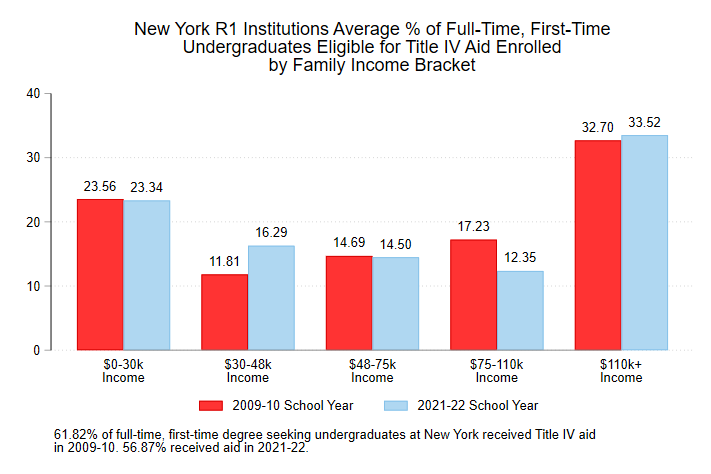 New York R1 Institutions Average % of Full-Time, First-Time
Undergraduates Eligible for Title IV Aid Enrolled
by Family Income Bracket
40
30
20
10
0
23.56
23.34
11.81
16.29
14.69
14.50
17.23
12.35
32.70
33.52
$0-30k
Income
$30-48k
Income
$48-75k
Income
$75-110k
Income
$110k+
Income
2009-10 School Year
2021-22 School Year
61.82% of full-time, first-time degree seeking undergraduates at New York received Title IV aid
in 2009-10. 56.87% received aid in 2021-22.